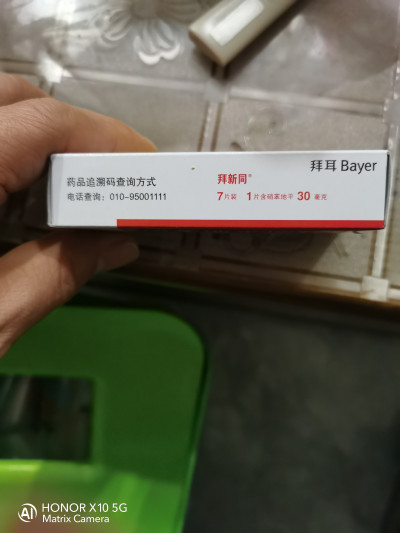 拜耳 Bayer
药品追溯码查询方式
电话查询：010-95001111
拜新同®
7片装 1片含硝苯地平 30 毫克
AI HONOR X10 5G
Matrix Camera